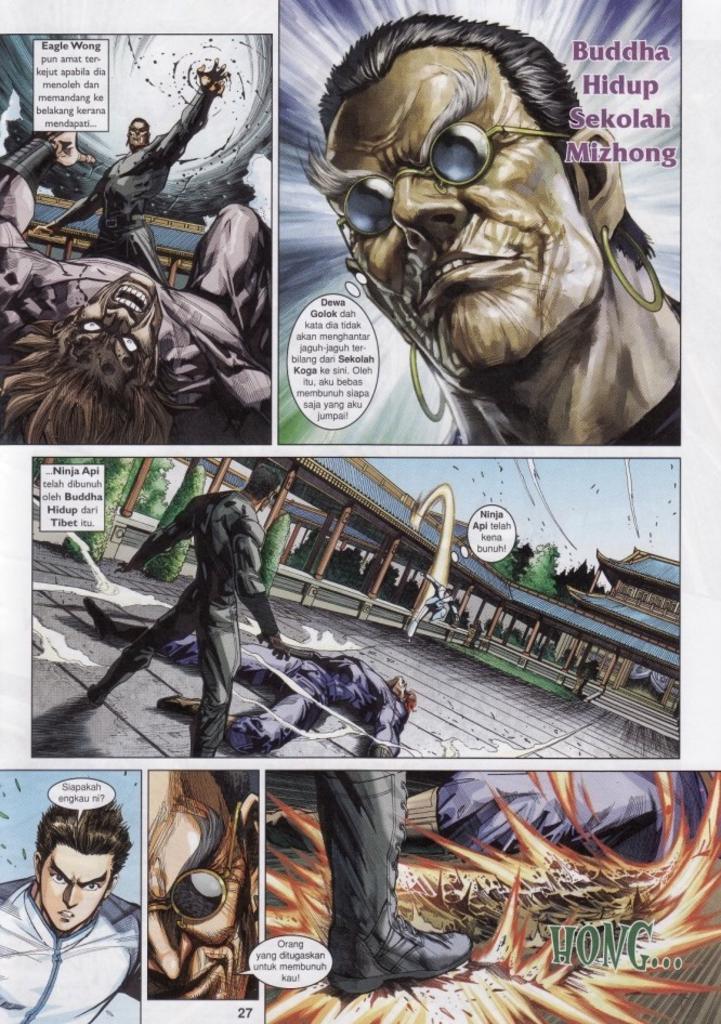 Eagle Wong
pun amat ter-
kejut apabila dia
menoleh dan
memandang ke
belakang kerana
mendapati...
Buddha
Hidup
Sekolah
Mizhong
Dewa
Golok dah
kata dia tidak
akan menghantar
jaguh-jaguh ter-
bilang dari Sekolah
Koga ke sini. Oleh
itu, aku bebas
membunuh siapa
saja yang aku
jumpai!
...Ninja Api
telah dibunuh
oleh Buddha
Hidup dari
Tibet itu.
Ninja
Api telah
kena
bunuh!
Siapakah
engkau ni?
Orang
yang ditugaskan
untuk membunuh
kau!
HONG...
27